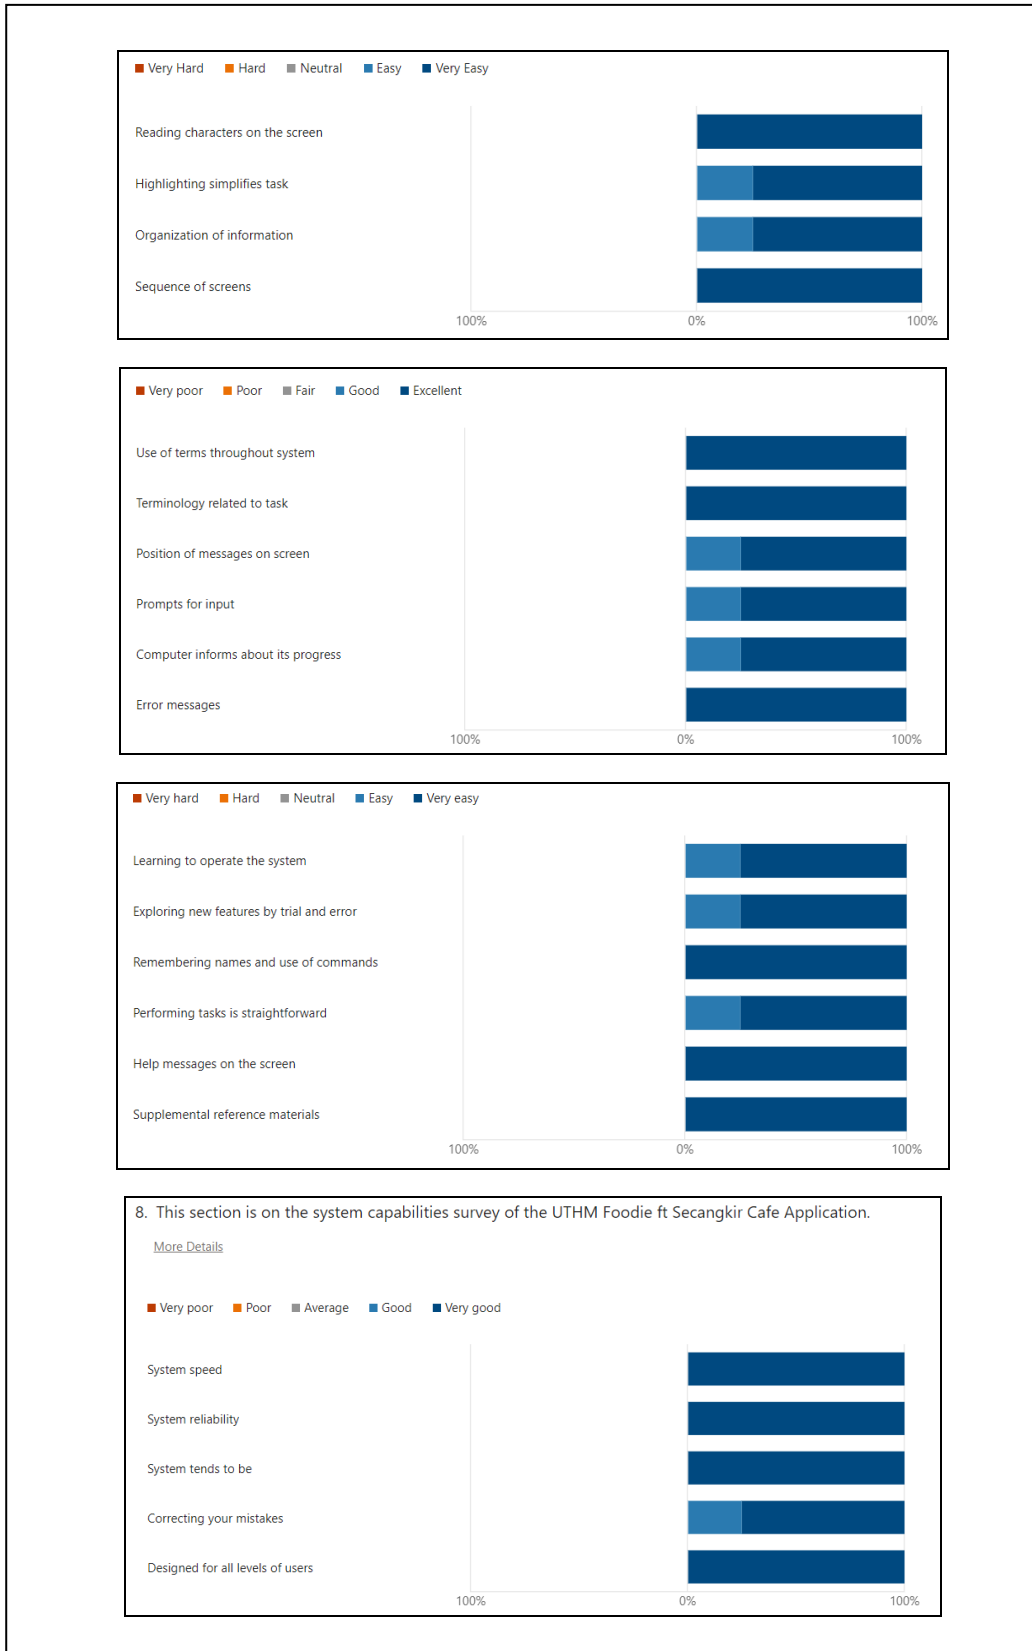 Very Hard Hard Neutral Easy Very Easy
Reading characters on the screen
Highlighting simplifies task
Organization of information
Sequence of screens
100% 0% 100%
Very poor Poor Fair Good Excellent
Use of terms throughout system
Terminology related to task
Position of messages on screen
Prompts for input
Computer informs about its progress
Error messages
100% 0% 100%
Very hard Hard Neutral Easy Very easy
Learning to operate the system
Exploring new features by trial and error
Remembering names and use of commands
Performing tasks is straightforward
Help messages on the screen
Supplemental reference materials
100% 0% 100%
8. This section is on the system capabilities survey of the UTHM Foodie ft Secangkir Cafe Application.
More Details
Very poor Poor Average Good Very good
System speed
System reliability
System tends to be
Correcting your mistakes
Designed for all levels of users
100% 0% 100%